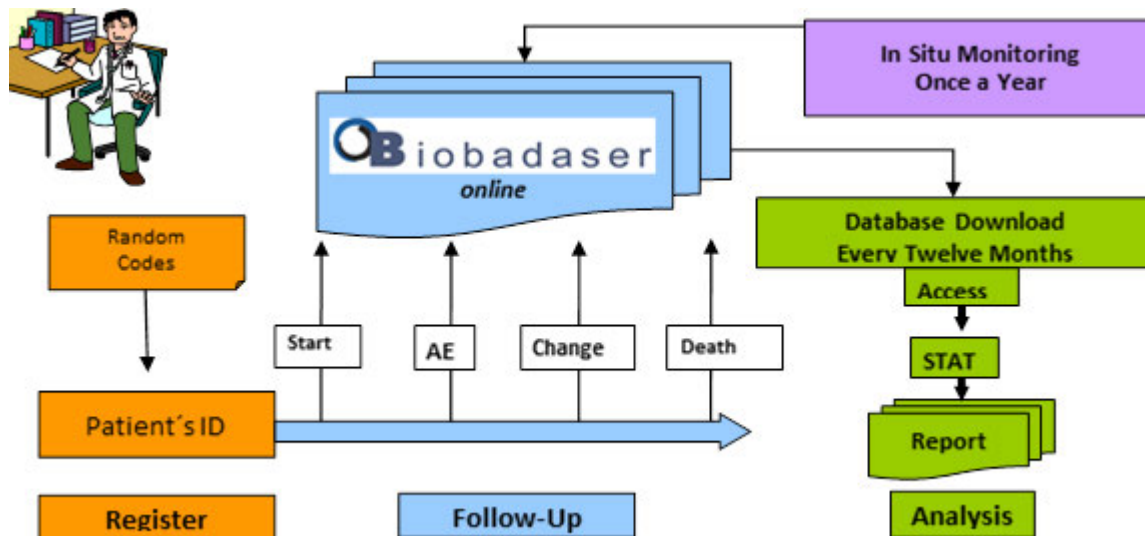 In Situ Monitoring
Once a Year
OBiobadaser
online
Random
Codes
Database Download
Every Twelve Months
Access
Start
AE
Change
Death
STAT
Patient´s ID
Report
Register
Follow-Up
Analysis